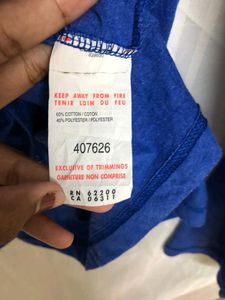 KEEP AWAY FROM FIRE
TENIR LOIN DU FEU
60% COTTON / COTON
40% POLYESTER / POLYESTER
407626
EXCLUSIVE OF TRIMMINGS
GARNITURE NON COMPRISE
RN 62200
CA 06311